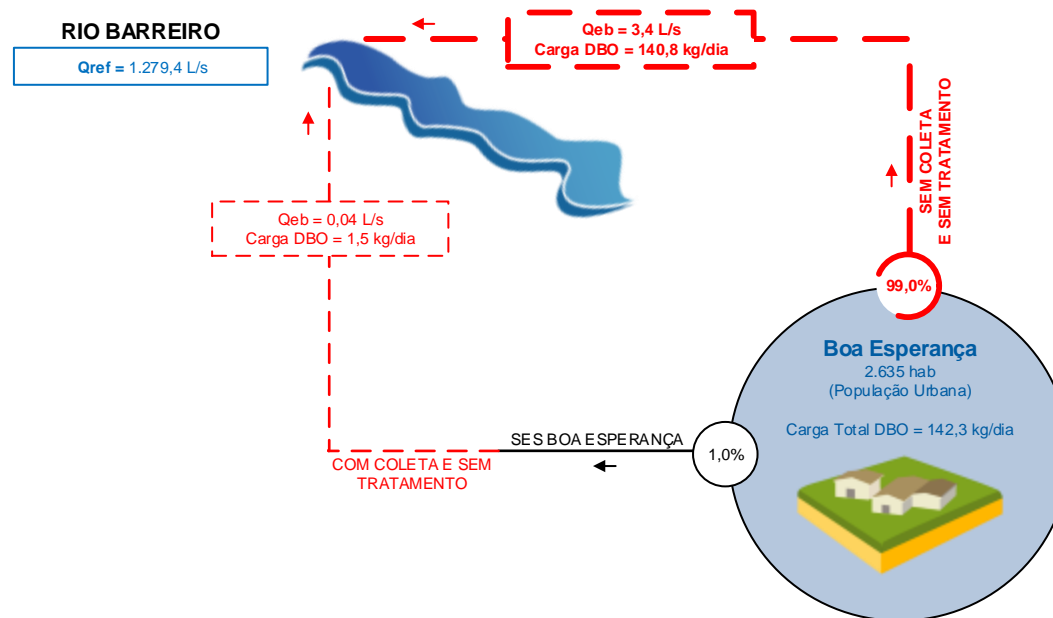 RIO BARREIRO
Qref = 1.279,4 L/s
Qeb = 3,4 L/s
Carga DBO = 140,8 kg/dia
SEM COLETA
E SEM TRATAMENTO
Qeb = 0,04 L/s
Carga DBO = 1,5 kg/dia
99,0%
Boa Esperança
2.635 hab
(População Urbana)
Carga Total DBO = 142,3 kg/dia
SES BOA ESPERANÇA
1,0%
COM COLETA E SEM
TRATAMENTO